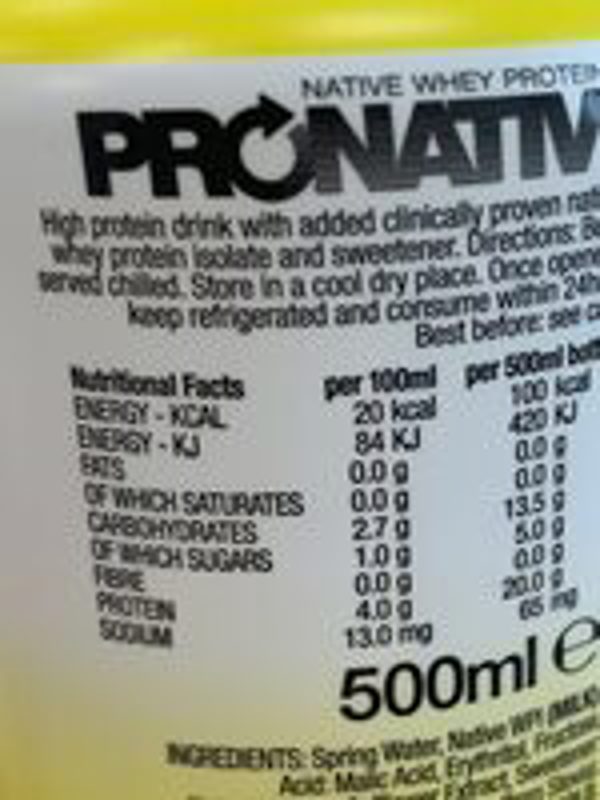 NATIVE WHEY PROTEIN
PRONATIV
High protein drink with added clinically proven
whey protein isolate and sweetener. Directions:
served chilled. Store in a cool dry place. Once
keep refrigerated and consume within
Best before: see
Nutritional Facts per 100ml per 500ml
ENERGY - KCAL 20 kcal 100 kcal
ENERGY - KJ 84 KJ 420 KJ
FATS 0.0 g 0.0 g
OF WHICH SATURATES 0.0 g 0.0 g
CARBOHYDRATES 2.7 g 13.5 g
OF WHICH SUGARS 1.0 g 5.0 g
FIBRE 0.0 g 0.0 g
PROTEIN 4.0 g 20.0 g
SODIUM 13.0 mg 65 mg
500ml e
INGREDIENTS: Spring Water, Native WPI (MILK)
Acid: Malic Acid, Erythritol,
Extract,